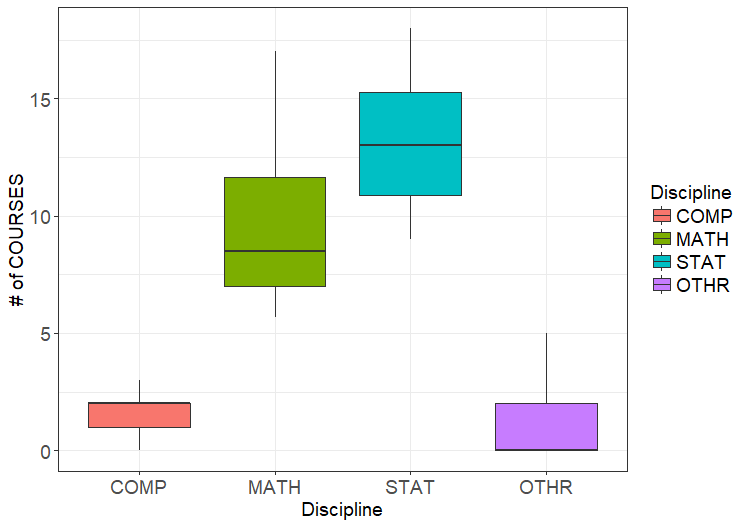 # of COURSES
15
10
5
0
COMP MATH STAT OTHR
Discipline
Discipline
COMP
MATH
STAT
OTHR